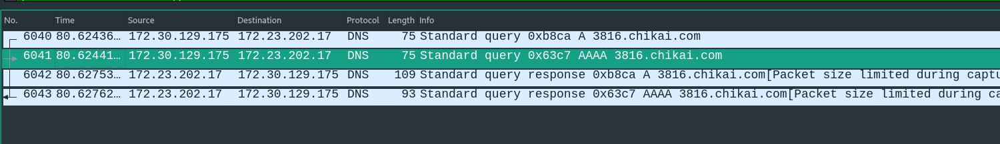 No. Time Source Destination Protocol Length Info
6040 80.62436… 172.30.129.175 172.23.202.17 DNS 75 Standard query 0xb8ca A 3816.chikai.com
6041 80.62441… 172.30.129.175 172.23.202.17 DNS 75 Standard query 0x63c7 AAAA 3816.chikai.com
6042 80.62753… 172.23.202.17 172.30.129.175 DNS 109 Standard query response 0xb8ca A 3816.chikai.com[Packet size limited during captu
6043 80.62762… 172.23.202.17 172.30.129.175 DNS 93 Standard query response 0x63c7 AAAA 3816.chikai.com[Packet size limited during ca